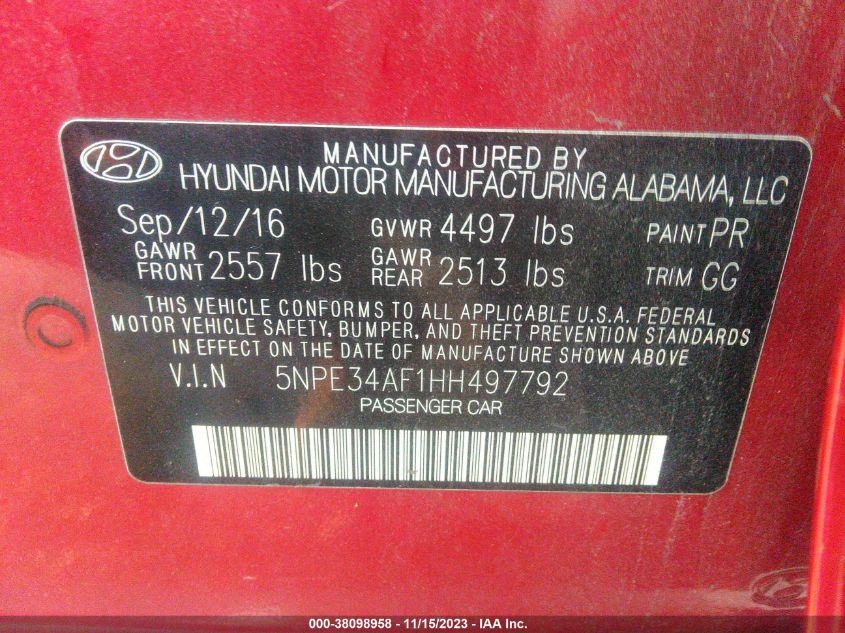 MANUFACTURED BY
HYUNDAI MOTOR MANUFACTURING ALABAMA, LLC
Sep/12/16 GVWR 4497 lbs PAINT PR
GAWR FRONT 2557 lbs GAWR REAR 2513 lbs TRIM GG
THIS VEHICLE CONFORMS TO ALL APPLICABLE U.S.A. FEDERAL
MOTOR VEHICLE SAFETY, BUMPER, AND THEFT PREVENTION STANDARDS
IN EFFECT ON THE DATE OF MANUFACTURE SHOWN ABOVE
V.I.N 5NPE34AF1HH497792
PASSENGER CAR
000-38098958 - 11/15/2023 - IAA Inc.